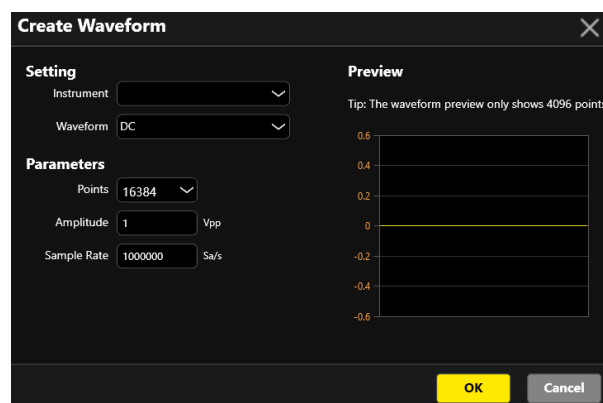 Create Waveform
Setting
Instrument
Waveform DC
Parameters
Points 16384
Amplitude 1 Vpp
Sample Rate 1000000 Sa/s
Preview
Tip: The waveform preview only shows 4096 points
0.6
0.4
0.2
0
-0.2
-0.4
-0.6
OK Cancel